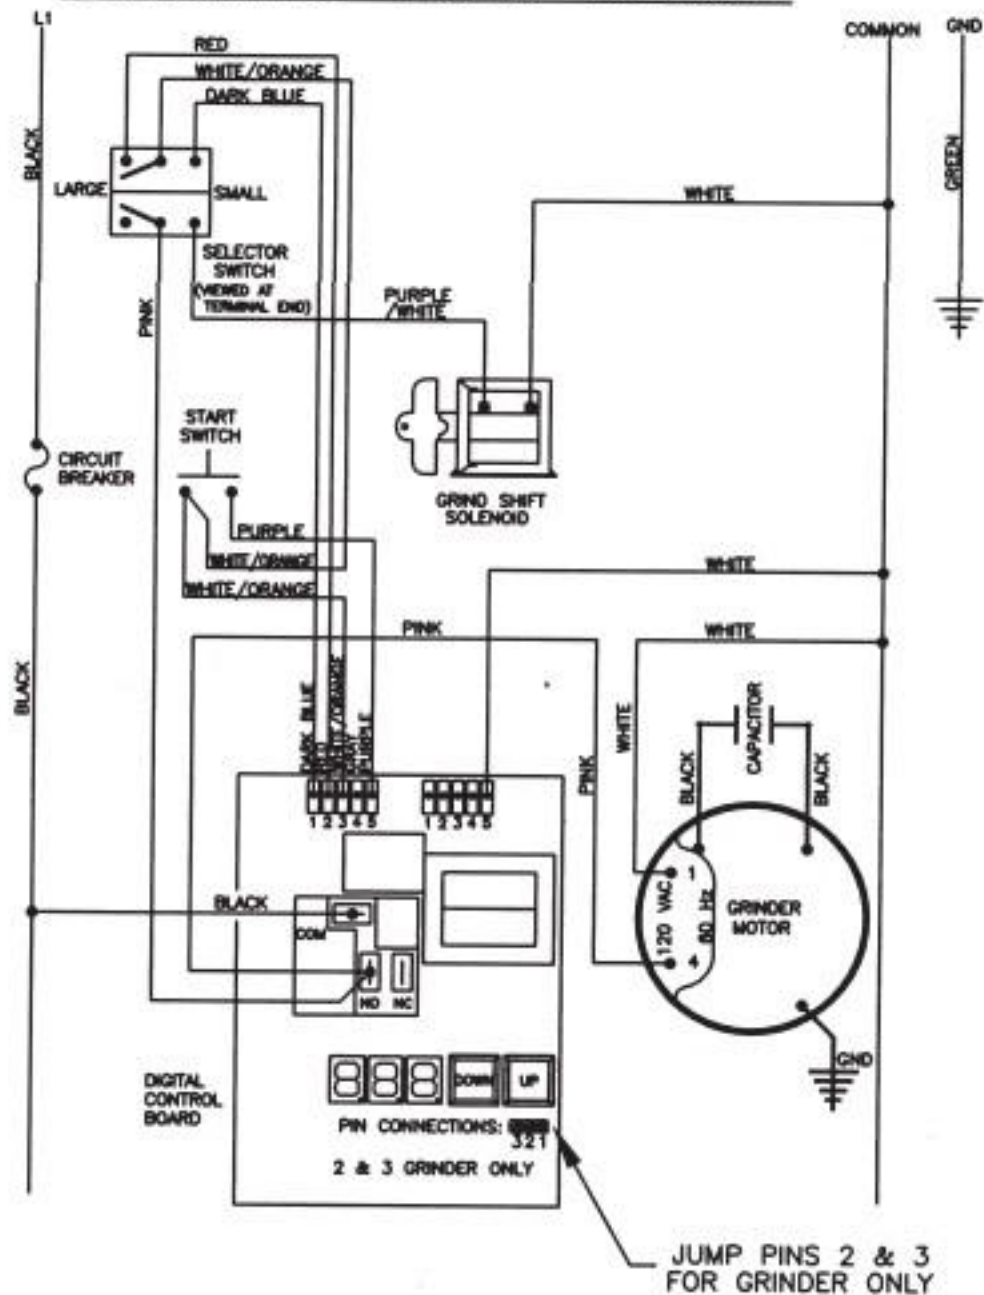 L1
COMMON
GND
RED
WHITE/ORANGE
DARK BLUE
BLACK
GREEN
LARGE
SMALL
WHITE
SELECTOR
SWITCH
(VIEWED AT
TERMINAL END)
PINK
PURPLE
/WHITE
START
SWITCH
CIRCUIT
BREAKER
GRIND SHIFT
SOLENOID
PURPLE
WHITE/ORANGE
WHITE/ORANGE
WHITE
PINK
WHITE
BLACK
DARK BLUE
WHITE/ORANGE
GRAY
PURPLE
WHITE
PINK
BLACK
CAPACITOR
BLACK
1 2 3 4 5
1 2 3 4 5
BLACK
COM
NO
NC
120 VAC
60 Hz
1
4
GRINDER
MOTOR
GND
DIGITAL
CONTROL
BOARD
888
DOWN
UP
PIN CONNECTIONS:
321
2 & 3 GRINDER ONLY
JUMP PINS 2 & 3
FOR GRINDER ONLY